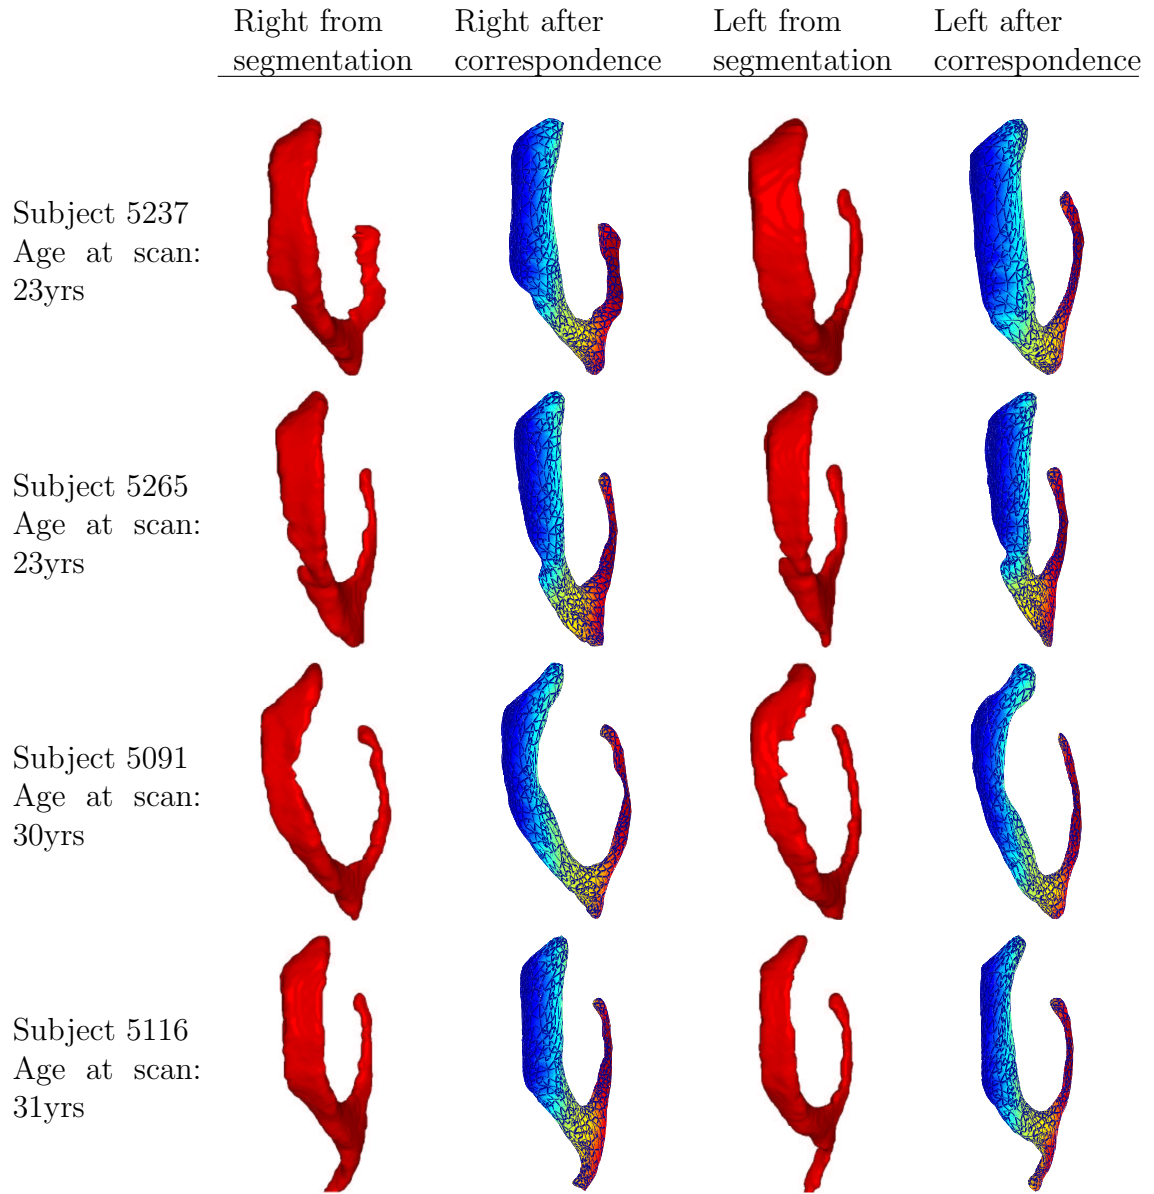 Right from
segmentation
Right after
correspondence
Left from
segmentation
Left after
correspondence
Subject 5237
Age at scan:
23yrs
Subject 5265
Age at scan:
23yrs
Subject 5091
Age at scan:
30yrs
Subject 5116
Age at scan:
31yrs